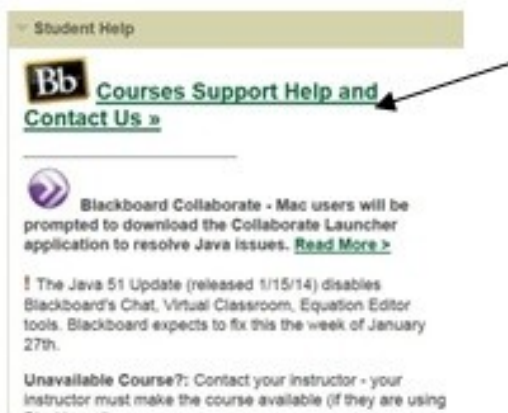 Student Help
Bb Courses Support Help and
Contact Us »
Blackboard Collaborate - Mac users will be
prompted to download the Collaborate Launcher
application to resolve Java issues. Read More >
! The Java 51 Update (released 1/15/14) disables
Blackboard's Chat, Virtual Classroom, Equation Editor
tools. Blackboard expects to fix this the week of January
27th.
Unavailable Course?: Contact your instructor - your
instructor must make the course available (if they are using